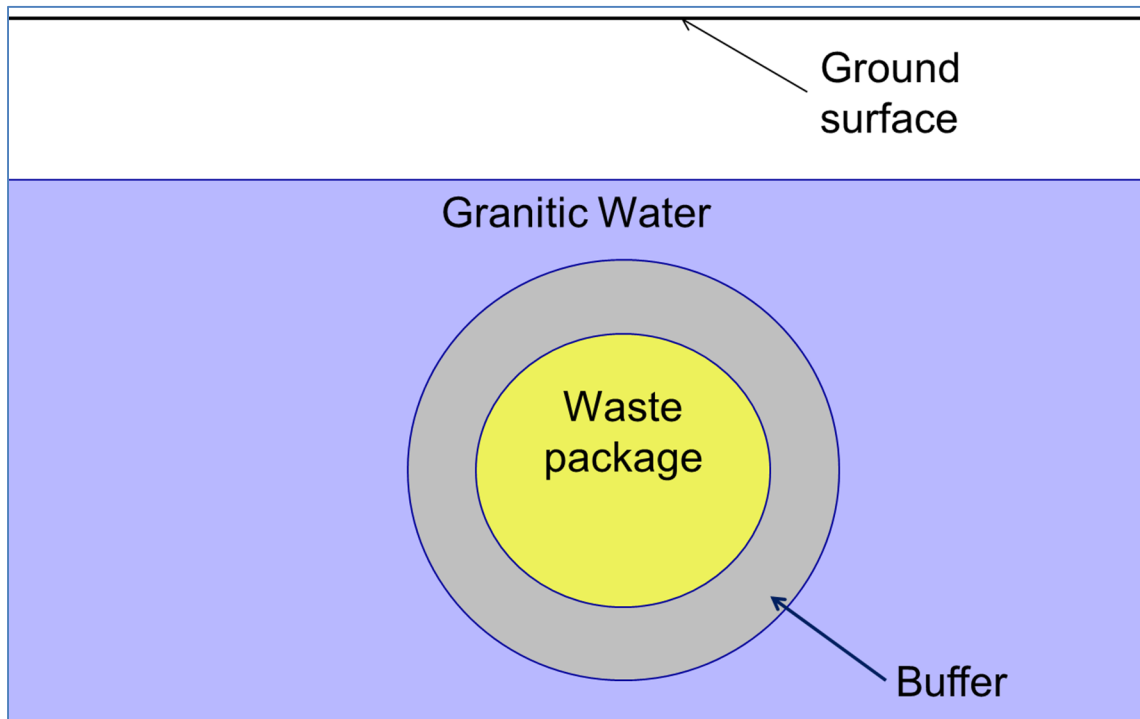 Ground
surface
Granitic Water
Waste
package
Buffer